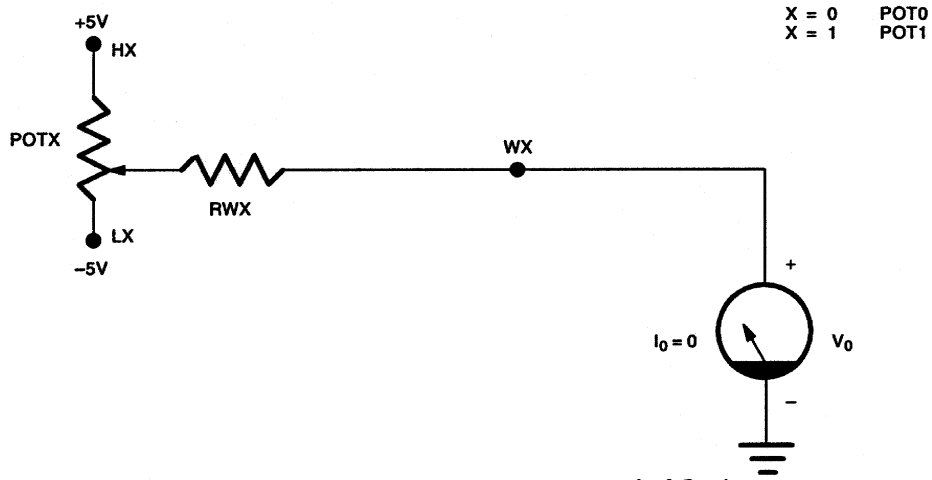 X = 0 POT0
X = 1 POT1
+5V
HX
POTX
WX
RWX
LX
–5V
+
I0 = 0
V0
–